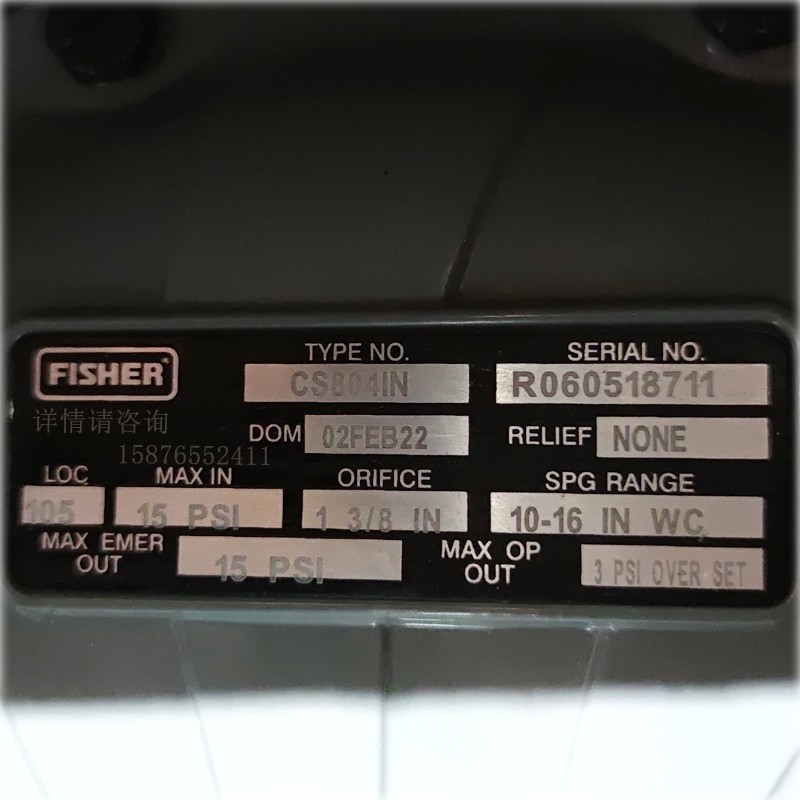 FISHER
TYPE NO. SERIAL NO.
CS804IN R060518711
详情请咨询
DOM 02FEB22 RELIEF NONE
15876552411
LOC MAX IN ORIFICE SPG RANGE
105 15 PSI 1 3/8 IN 10-16 IN WC
MAX EMER OUT 15 PSI MAX OP OUT 3 PSI OVER SET